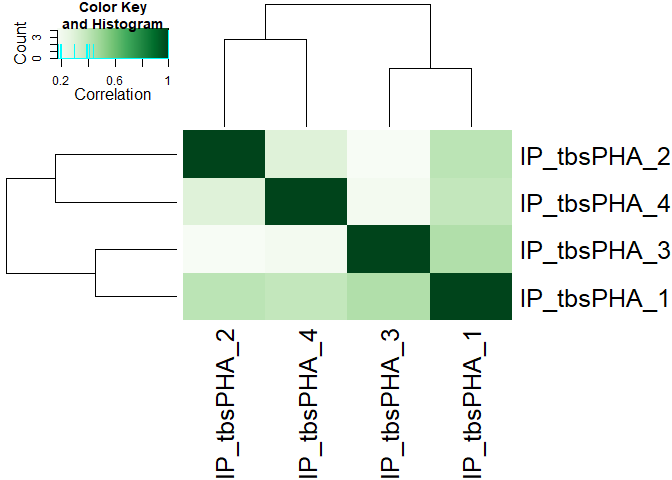 Color Key
and Histogram
Count
0 3
0.2 0.6 1
Correlation
IP_tbsPHA_2
IP_tbsPHA_4
IP_tbsPHA_3
IP_tbsPHA_1
IP_tbsPHA_2
IP_tbsPHA_4
IP_tbsPHA_3
IP_tbsPHA_1